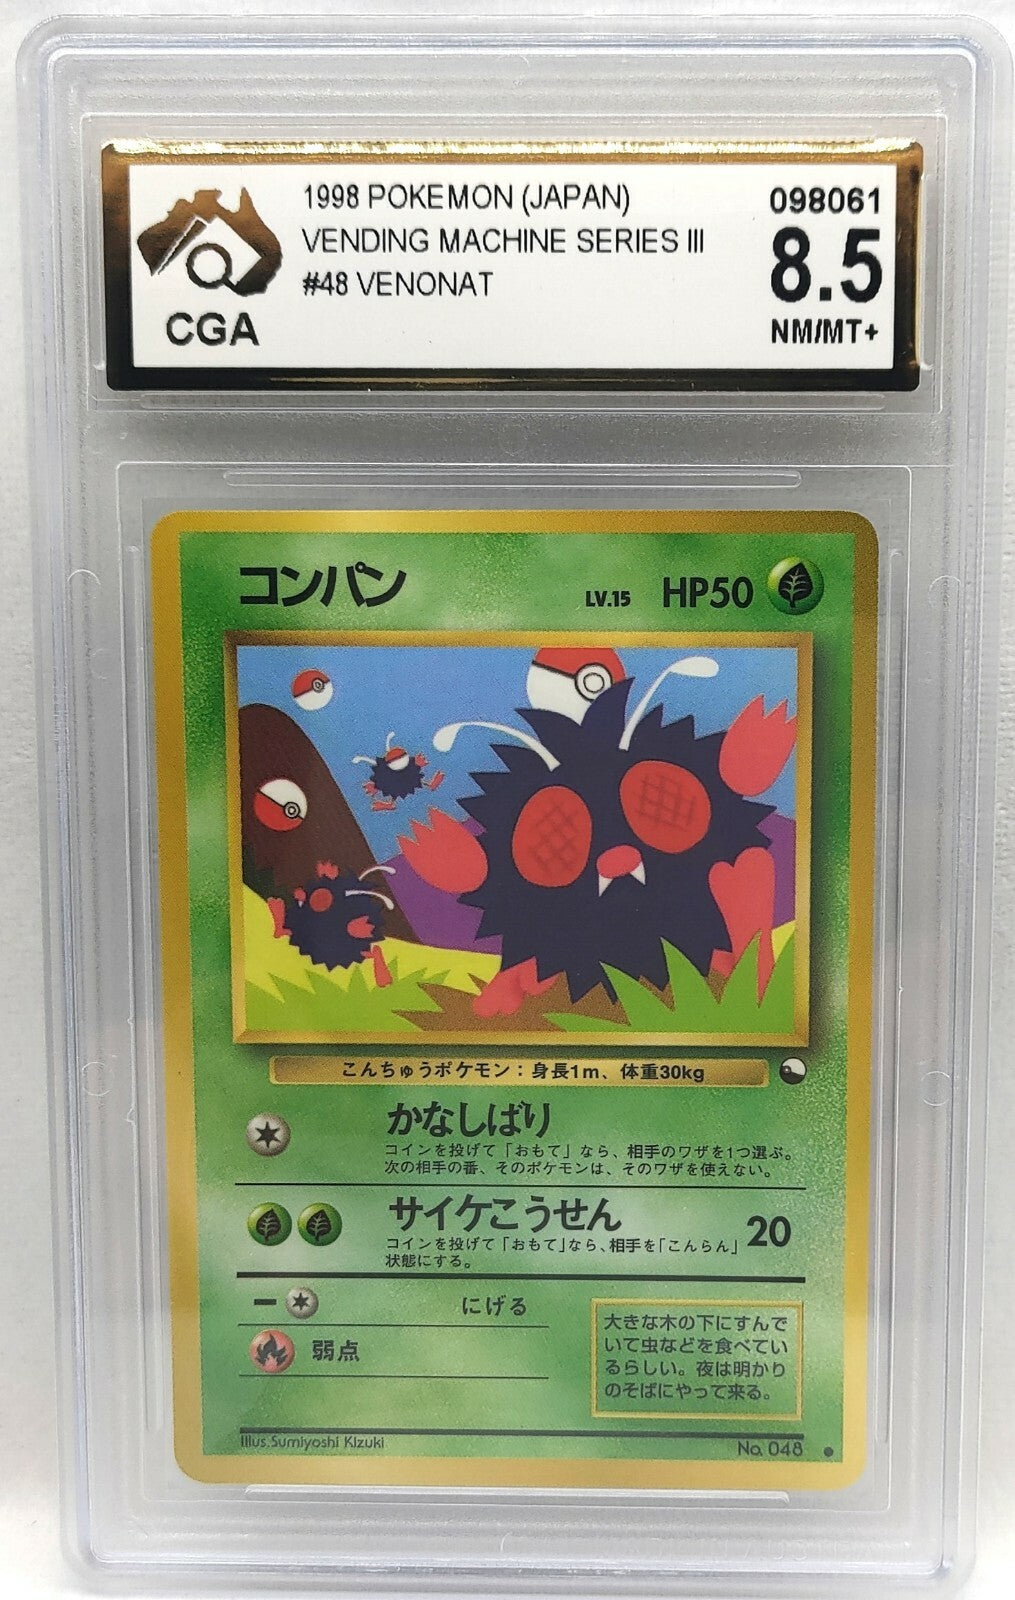 1998 POKEMON (JAPAN)
VENDING MACHINE SERIES III
#48 VENONAT
CGA
098061
8.5
NM/MT+
コンパン LV.15 HP50
こんちゅうポケモン：身長1m、体重30kg
かなしばり
コインを投げて「おもて」なら、相手のワザを1つ選ぶ。
次の相手の番、そのポケモンは、そのワザを使えない。
サイケこうせん 20
コインを投げて「おもて」なら、相手を「こんらん」
状態にする。
にげる
弱点
大きな木の下にすんで
いて虫などを食べてい
るらしい。夜は明かり
のそばにやって来る。
Illus.Sumiyoshi Kizuki
No. 048 ●